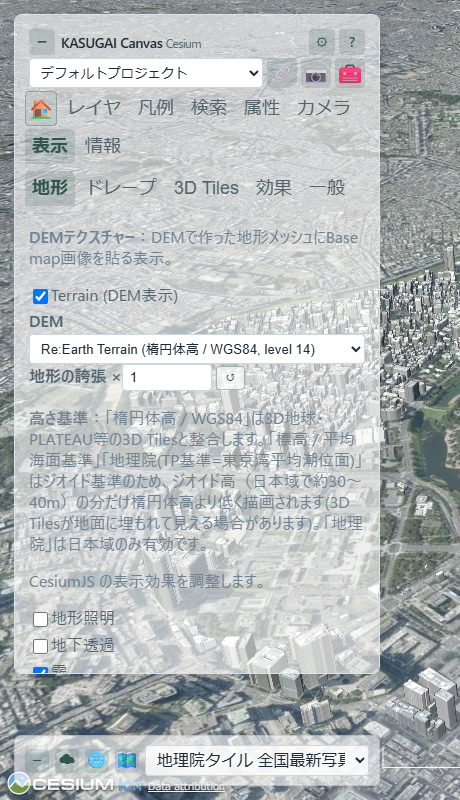 − KASUGAI Canvas Cesium ⚙ ?
デフォルトプロジェクト
レイヤ 凡例 検索 属性 カメラ
表示 情報
地形 ドレープ 3D Tiles 効果 一般
DEMテクスチャー：DEMで作った地形メッシュにBase
map画像を貼る表示。
Terrain (DEM表示)
DEM
Re:Earth Terrain (楕円体高 / WGS84, level 14)
地形の誇張 × 1 ↺
高さ基準：「楕円体高 / WGS84」は3D地球・
PLATEAU等の3D Tilesと整合します。「標高 / 平均
海面基準」「地理院(TP基準=東京湾平均潮位面)」
はジオイド基準のため、ジオイド高（日本域で約30～
40m）の分だけ楕円体高より低く描画されます(3D
Tilesが地面に埋もれて見える場合があります)。「地理
院」は日本域のみ有効です。
CesiumJS の表示効果を調整します。
地形照明
地下透過
霧
− 地理院タイル 全国最新写真
CESIUM ion Data attribution